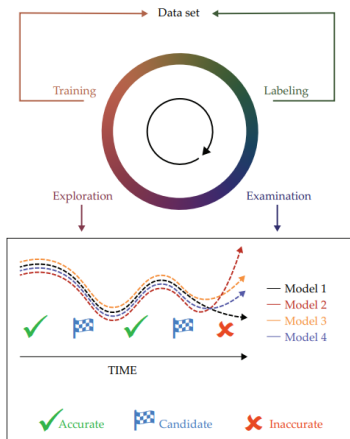 Data set
Training
Labeling
Exploration
Examination
Model 1
Model 2
Model 3
Model 4
TIME
Accurate
Candidate
Inaccurate